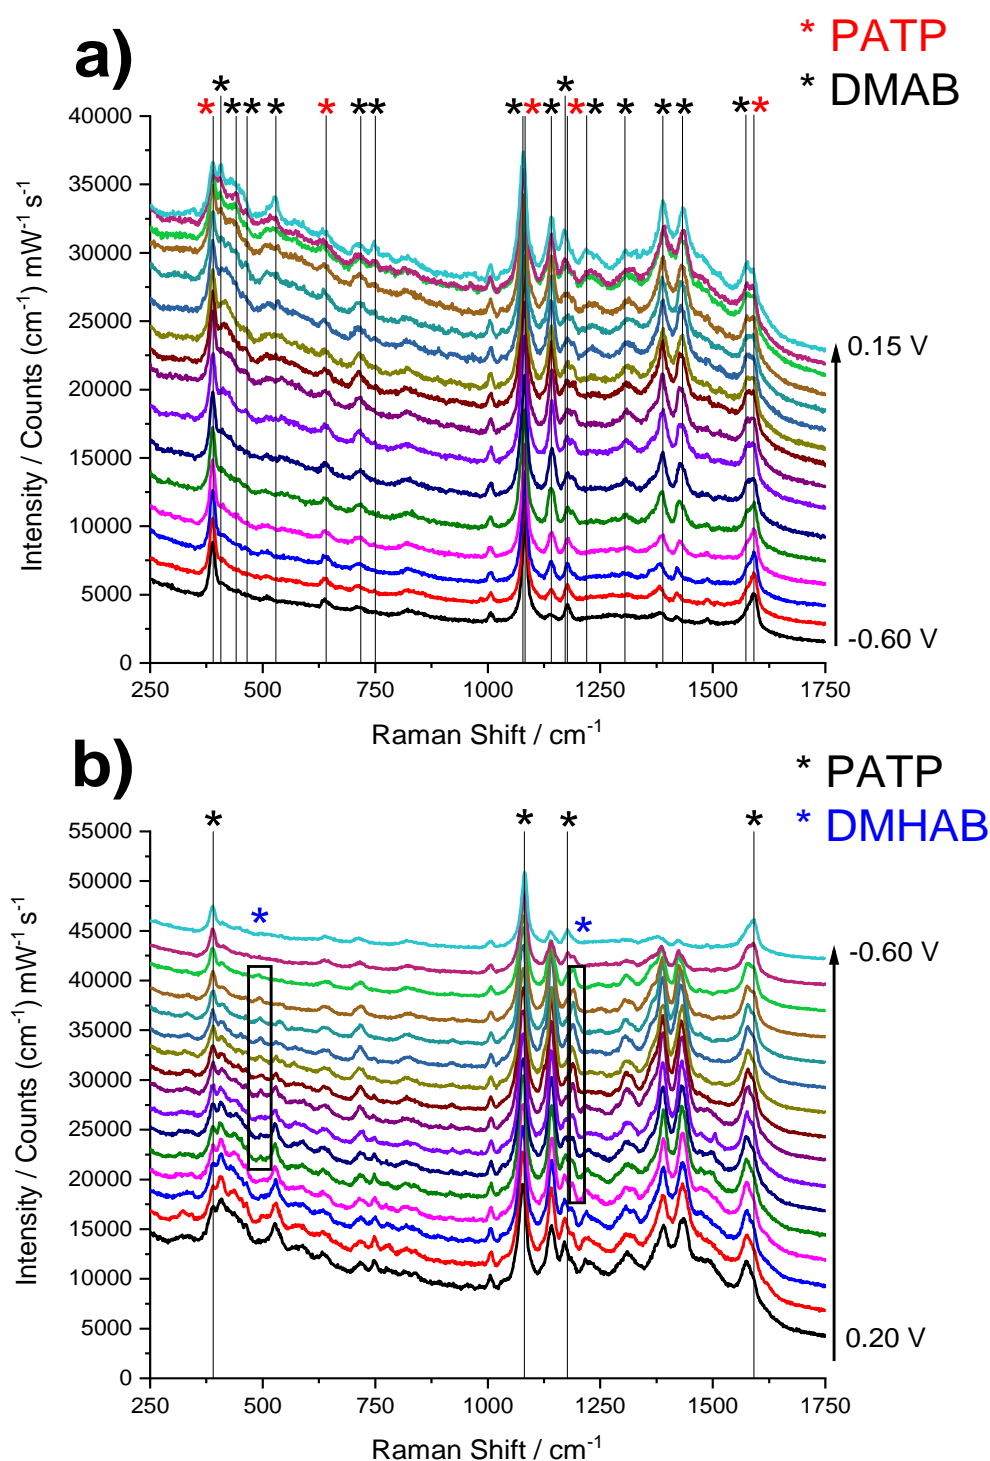 a)
* PATP
* DMAB
* * * * * * * * * * * * * * * * * * * * *
40000
35000
30000
25000
20000
15000
10000
5000
0
Intensity / Counts (cm⁻¹) mW⁻¹ s⁻¹
0.15 V
-0.60 V
250 500 750 1000 1250 1500 1750
Raman Shift / cm⁻¹
b)
* PATP
* DMHAB
* * * *
* *
55000
50000
45000
40000
35000
30000
25000
20000
15000
10000
5000
0
Intensity / Counts (cm⁻¹) mW⁻¹ s⁻¹
-0.60 V
0.20 V
250 500 750 1000 1250 1500 1750
Raman Shift / cm⁻¹